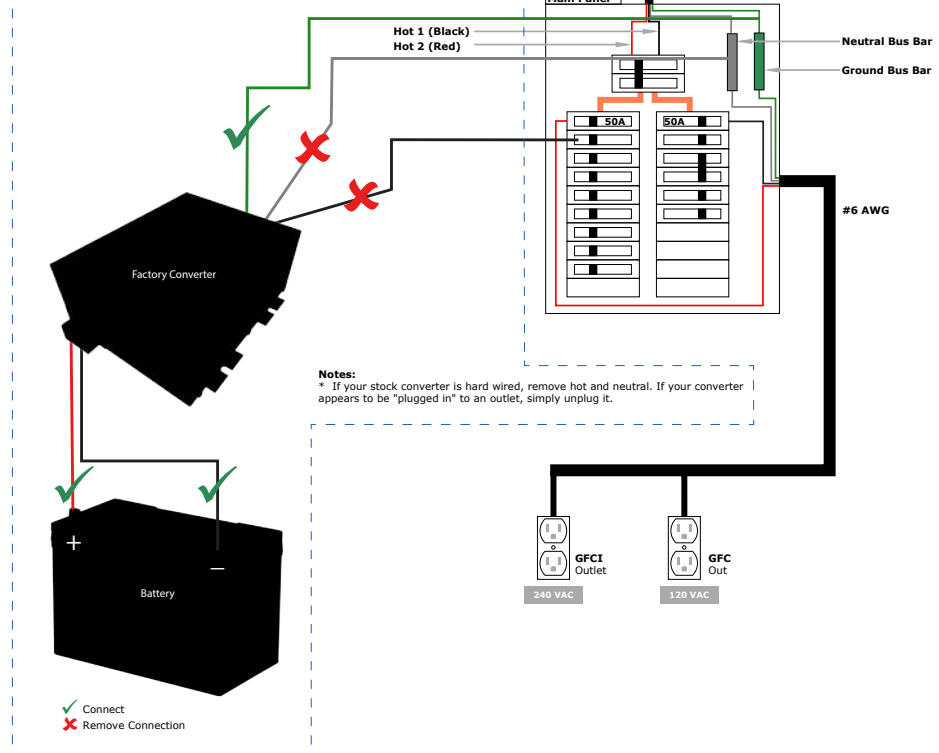 Main Panel
Hot 1 (Black)
Hot 2 (Red)
Neutral Bus Bar
Ground Bus Bar
50A
50A
#6 AWG
Factory Converter
Notes:
* If your stock converter is hard wired, remove hot and neutral. If your converter
appears to be "plugged in" to an outlet, simply unplug it.
+
–
Battery
GFCI
Outlet
240 VAC
GFC
Out
120 VAC
Connect
Remove Connection